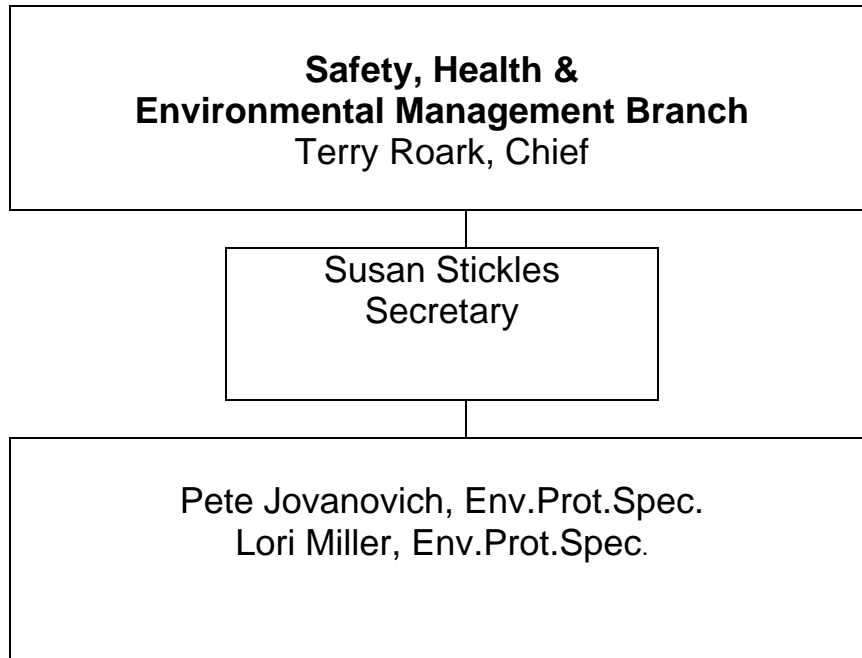 Safety, Health &
Environmental Management Branch
Terry Roark, Chief
Susan Stickles
Secretary
Pete Jovanovich, Env.Prot.Spec.
Lori Miller, Env.Prot.Spec.